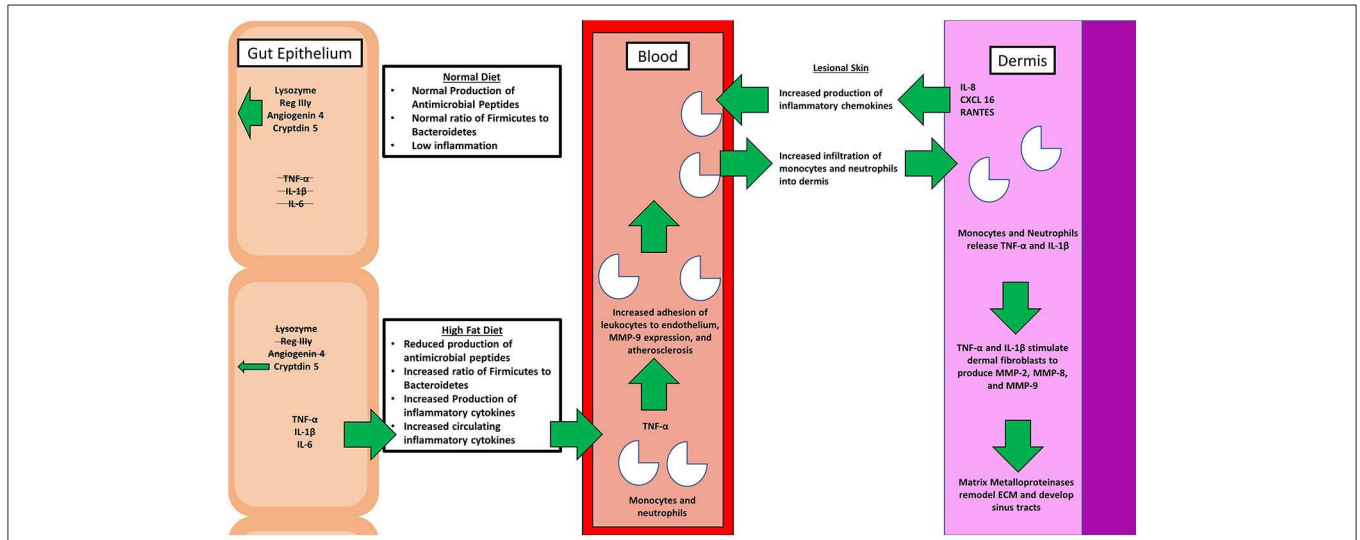 Gut Epithelium
Lysozyme
Reg IIIγ
Angiogenin 4
Cryptdin 5
TNF-α
IL-1β
IL-6
Normal Diet
• Normal Production of
Antimicrobial Peptides
• Normal ratio of Firmicutes to
Bacteroidetes
• Low inflammation
Lysozyme
Reg IIIγ
Angiogenin 4
Cryptdin 5
TNF-α
IL-1β
IL-6
High Fat Diet
• Reduced production of
antimicrobial peptides
• Increased ratio of Firmicutes to
Bacteroidetes
• Increased Production of
inflammatory cytokines
• Increased circulating
inflammatory cytokines
Blood
Increased adhesion of
leukocytes to endothelium,
MMP-9 expression, and
atherosclerosis
TNF-α
Monocytes and
neutrophils
Lesional Skin
Increased production of
inflammatory chemokines
Increased infiltration of
monocytes and neutrophils
into dermis
Dermis
IL-8
CXCL 16
RANTES
Monocytes and Neutrophils
release TNF-α and IL-1β
TNF-α and IL-1β stimulate
dermal fibroblasts to
produce MMP-2, MMP-8,
and MMP-9
Matrix Metalloproteinases
remodel ECM and develop
sinus tracts